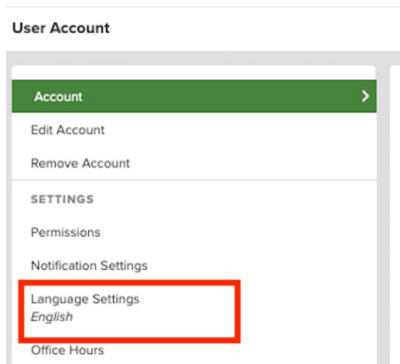 User Account
Account
Edit Account
Remove Account
SETTINGS
Permissions
Notification Settings
Language Settings
English
Office Hours